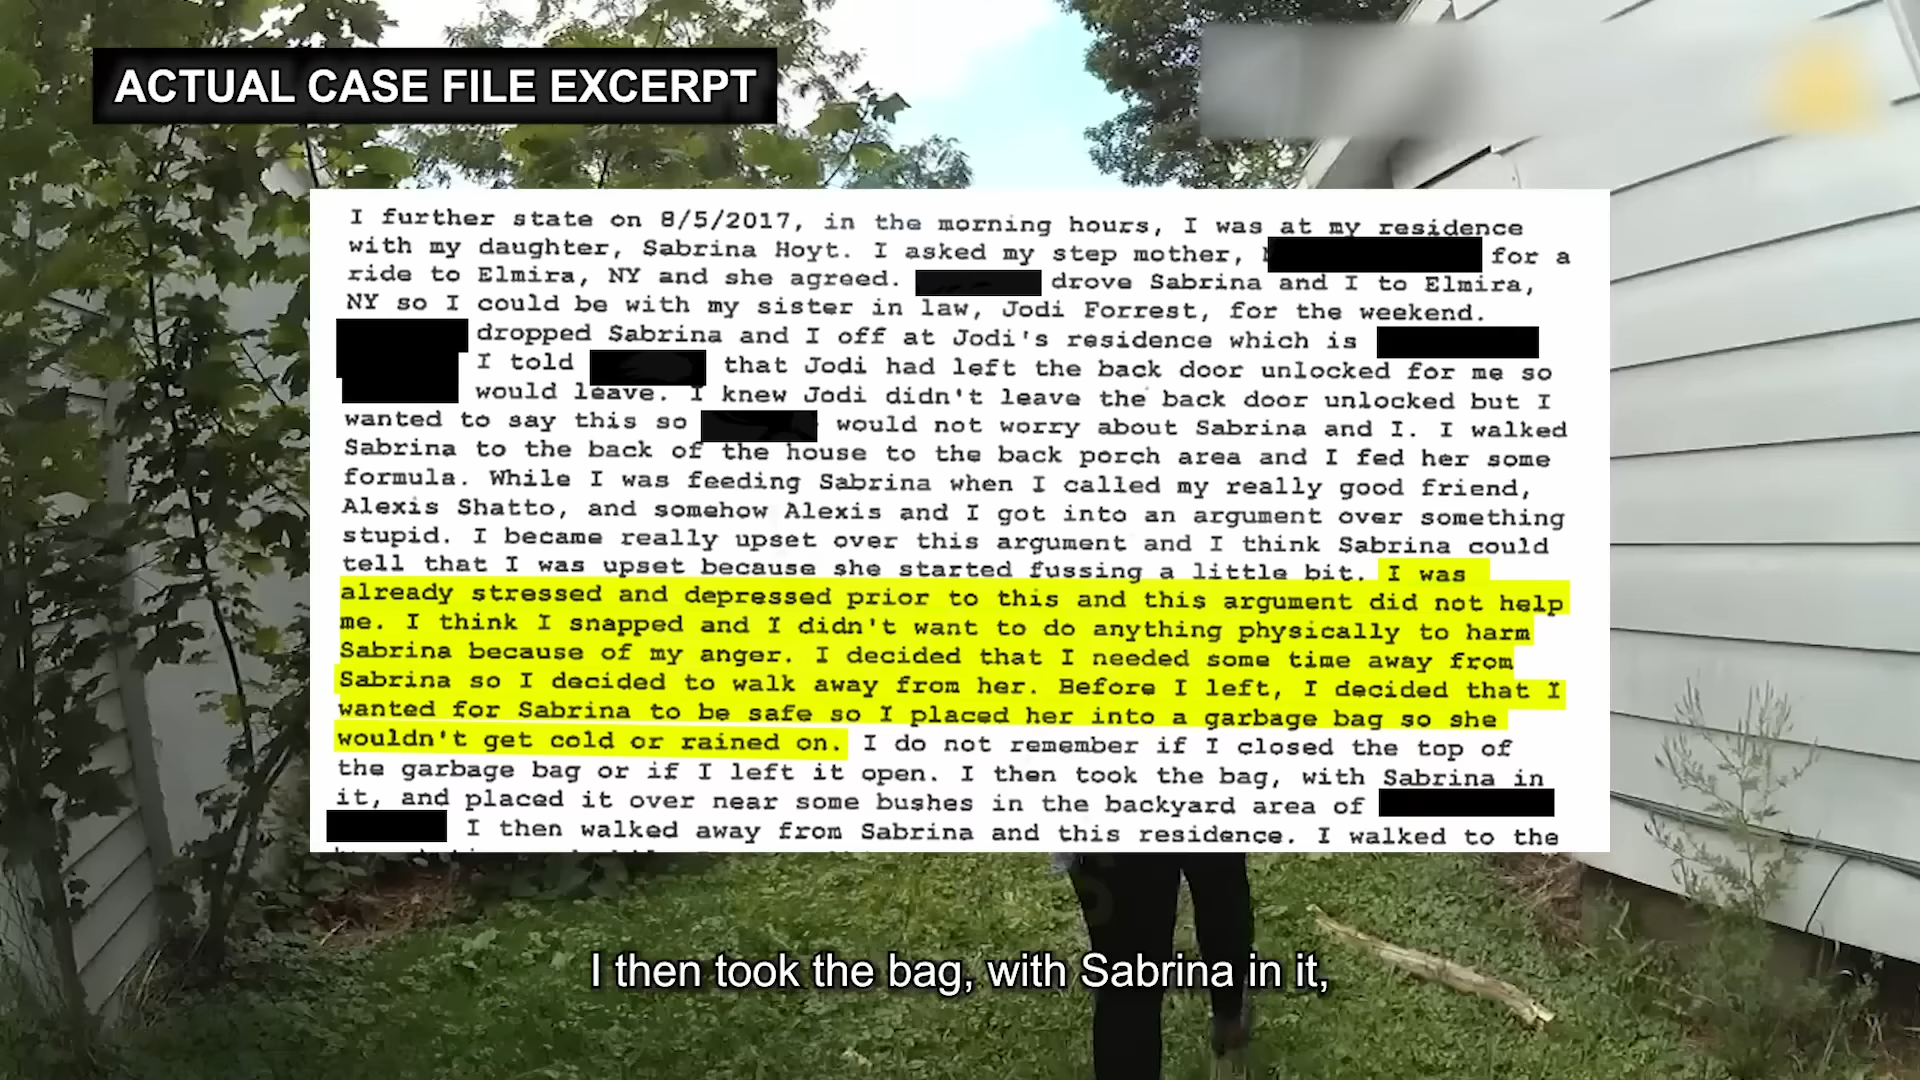 ACTUAL CASE FILE EXCERPT
I further state on 8/5/2017, in the morning hours, I was at my residence
with my daughter, Sabrina Hoyt. I asked my step mother, for a
ride to Elmira, NY and she agreed. drove Sabrina and I to Elmira,
NY so I could be with my sister in law, Jodi Forrest, for the weekend.
dropped Sabrina and I off at Jodi's residence which is
I told that Jodi had left the back door unlocked for me so
would leave. I knew Jodi didn't leave the back door unlocked but I
wanted to say this so would not worry about Sabrina and I. I walked
Sabrina to the back of the house to the back porch area and I fed her some
formula. While I was feeding Sabrina when I called my really good friend,
Alexis Shatto, and somehow Alexis and I got into an argument over something
stupid. I became really upset over this argument and I think Sabrina could
tell that I was upset because she started fussing a little bit. I was
already stressed and depressed prior to this and this argument did not help
me. I think I snapped and I didn't want to do anything physically to harm
Sabrina because of my anger. I decided that I needed some time away from
Sabrina so I decided to walk away from her. Before I left, I decided that I
wanted for Sabrina to be safe so I placed her into a garbage bag so she
wouldn't get cold or rained on. I do not remember if I closed the top of
the garbage bag or if I left it open. I then took the bag, with Sabrina in
it, and placed it over near some bushes in the backyard area of
I then walked away from Sabrina and this residence. I walked to the
I then took the bag, with Sabrina in it,